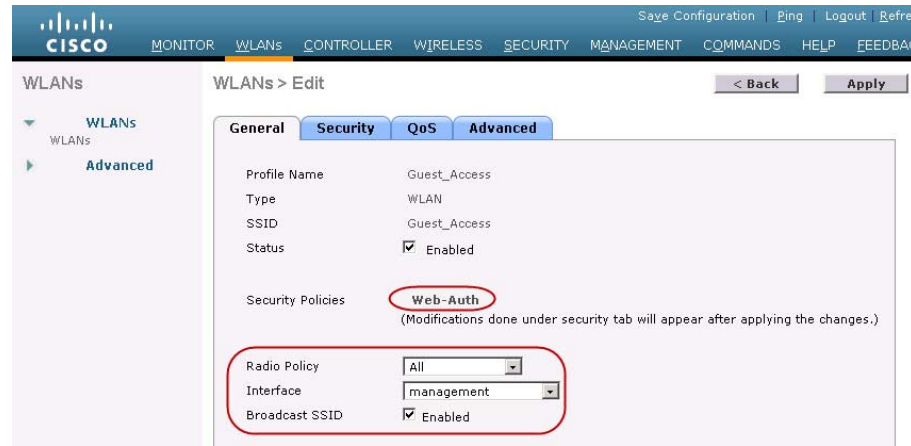 Save Configuration | Ping | Logout | Refre
CISCO MONITOR WLANs CONTROLLER WIRELESS SECURITY MANAGEMENT COMMANDS HELP FEEDBA
WLANs
WLANs > Edit
< Back
Apply
WLANs
WLANs
Advanced
General Security QoS Advanced
Profile Name Guest_Access
Type WLAN
SSID Guest_Access
Status Enabled
Security Policies Web-Auth
(Modifications done under security tab will appear after applying the changes.)
Radio Policy All
Interface management
Broadcast SSID Enabled